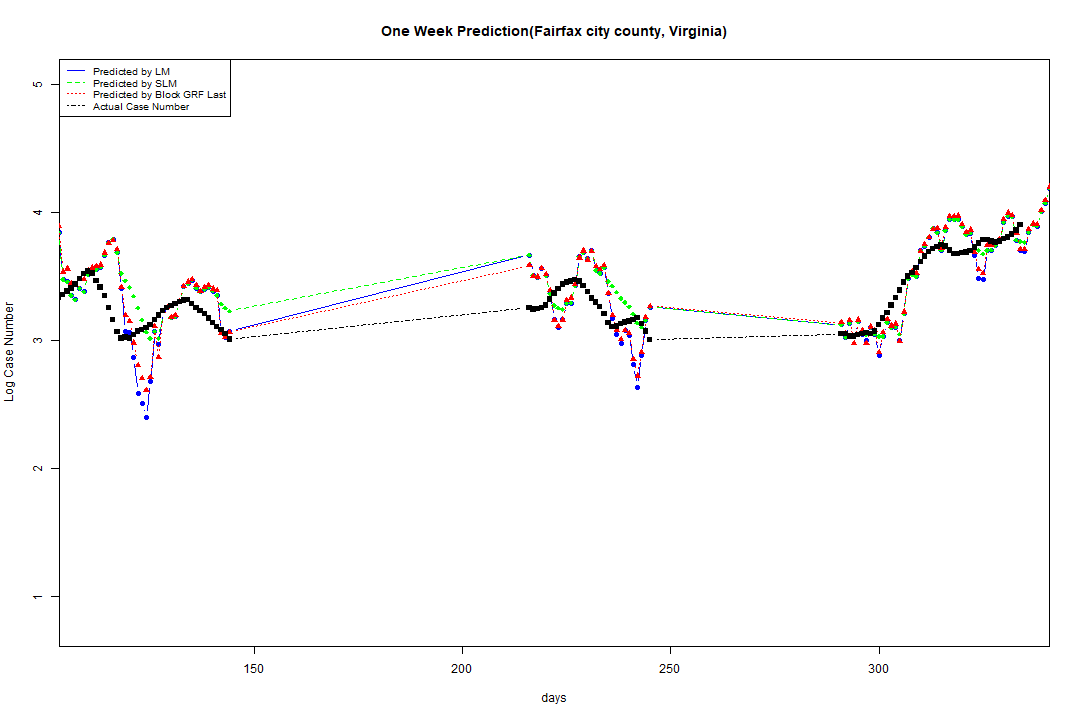 One Week Prediction(Fairfax city county, Virginia)
Predicted by LM
Predicted by SLM
Predicted by Block GRF Last
Actual Case Number
5
4
3
2
1
Log Case Number
150
200
250
300
days